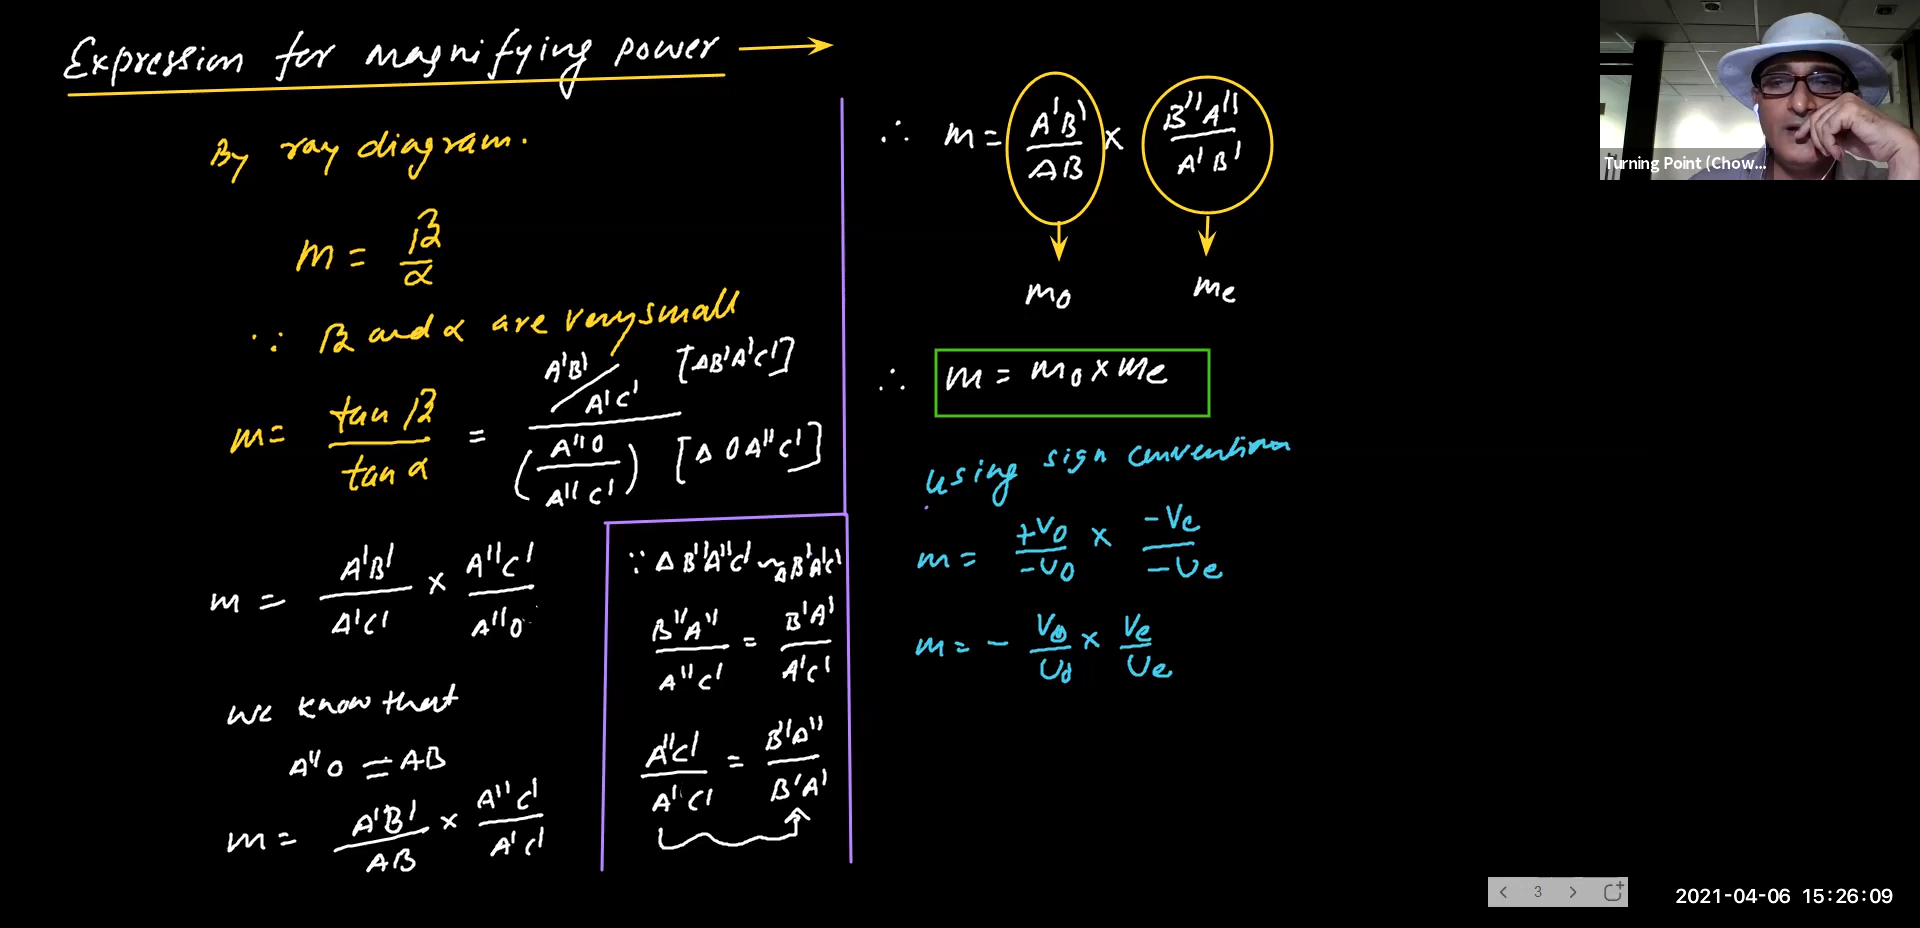 Expression for magnifying power →
By ray diagram.
m = β/α
∵ β and α are very small
m = tan β / tan α = (A'B' / A'C') / (A''O / A''C') [ΔB'A'C'] [Δ OA''C']
m = A'B'/A'C' × A''C'/A''O
we know that
A''O = AB
m = A'B'/AB × A''C'/A'C'
∵ Δ B''A''C' ~ ΔB'A'C'
B''A''/A''C' = B'A'/A'C'
A''C'/A'C' = B''A''/B'A'
∴ m = A'B'/AB × B''A''/A'B'
mo me
∴ m = mo × me
using sign convention
m = +Vo/-Uo × -Ve/-Ue
m = - Vo/Uo × Ve/Ue
Turning Point (Chow...
3
2021-04-06 15:26:09